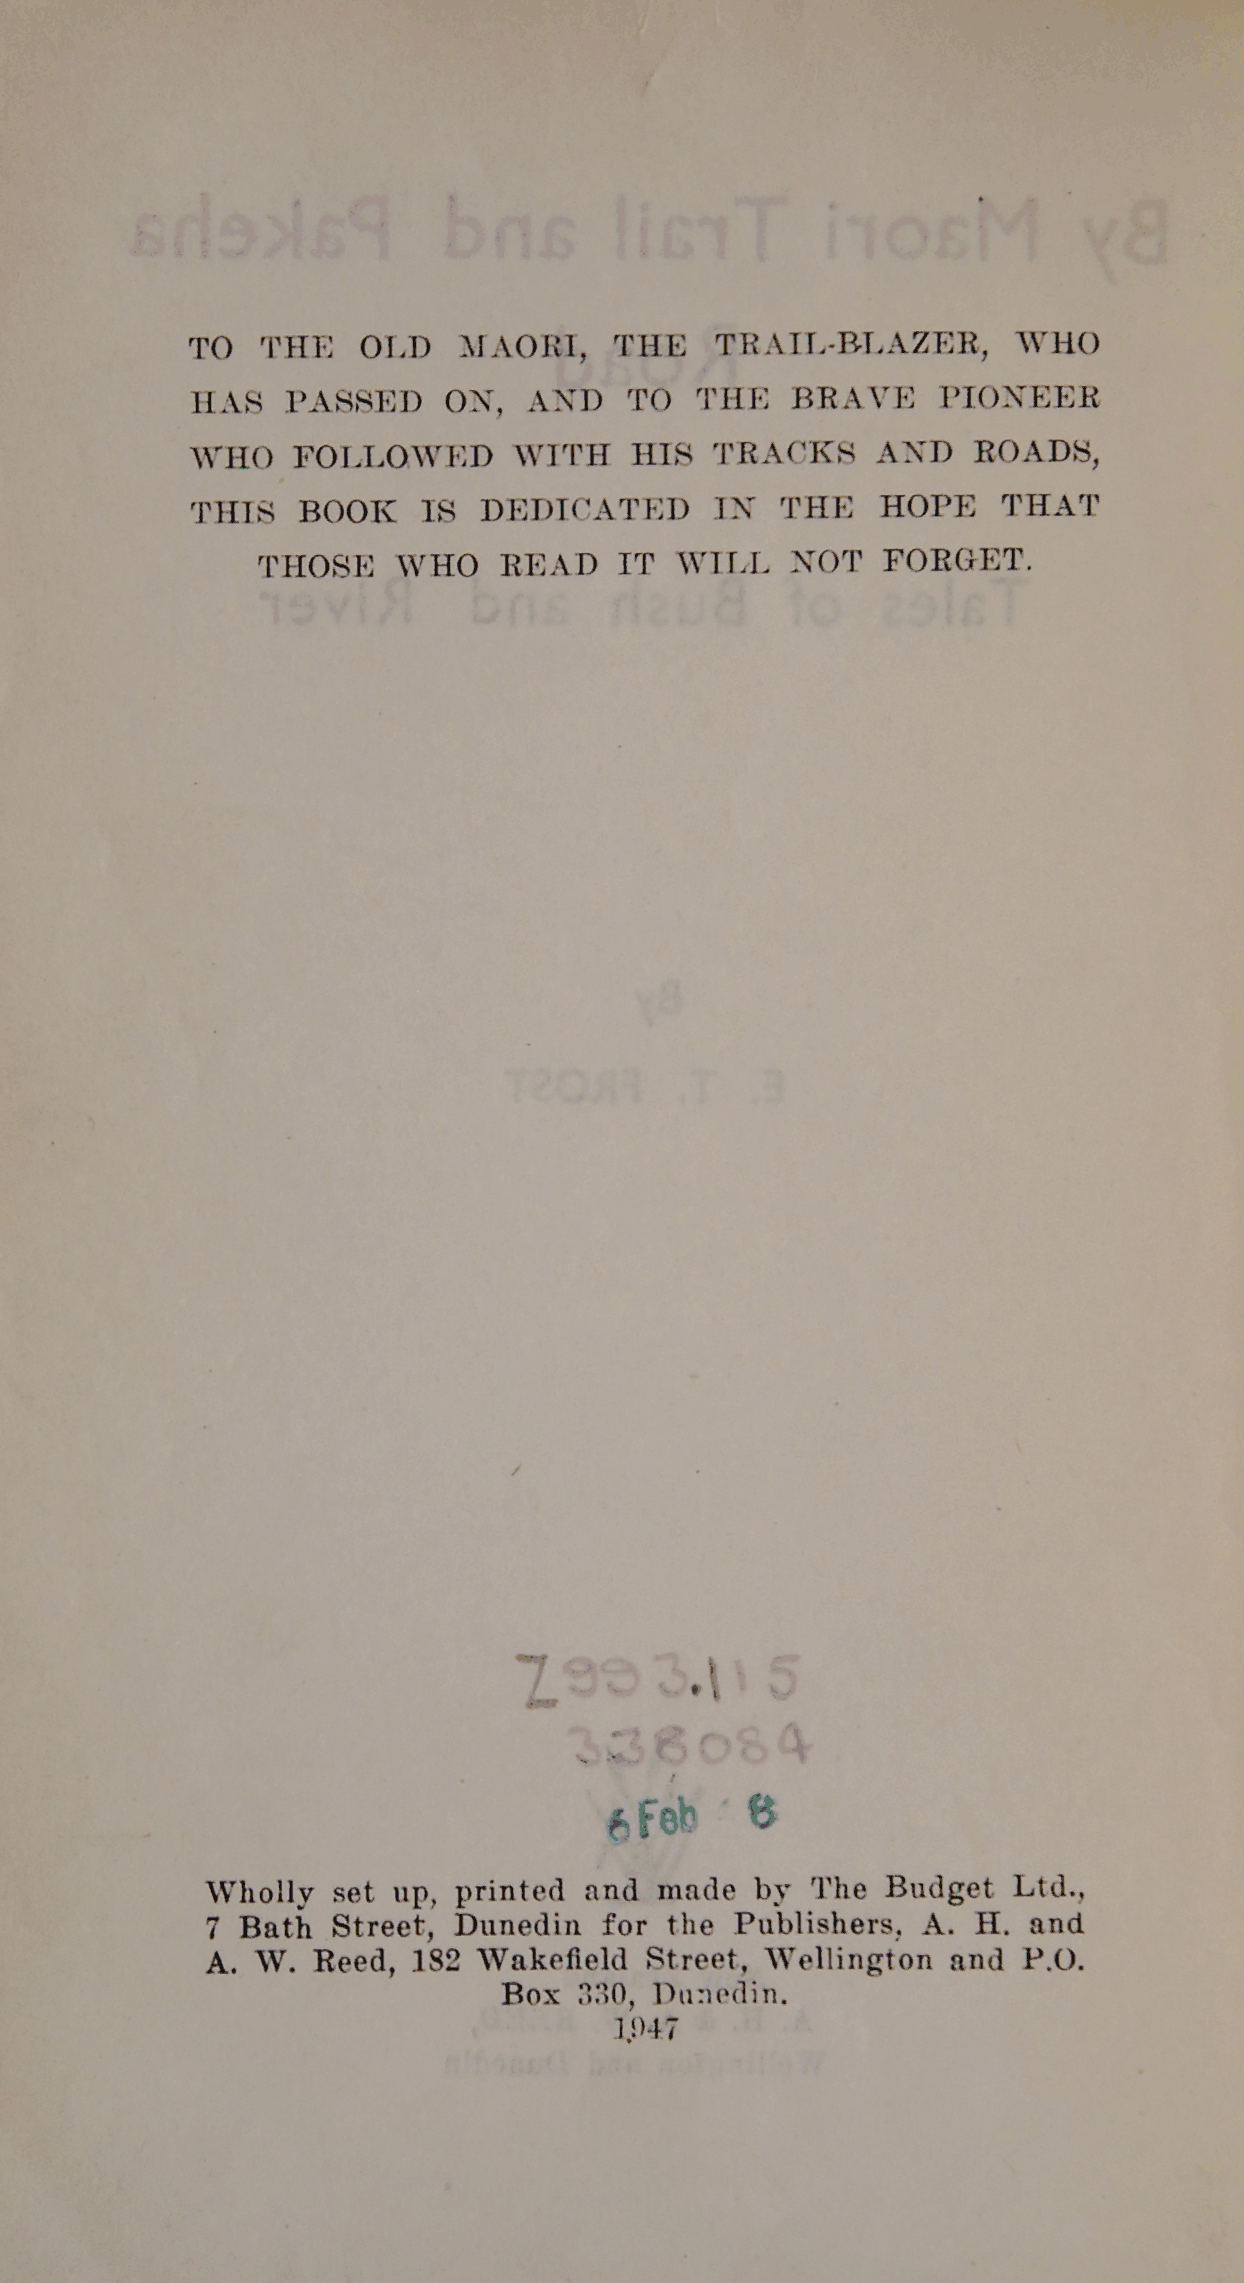 TO THE OLD MAORI, THE TRAIL-BLAZER, WHO
HAS PASSED ON, AND TO THE BRAVE PIONEER
WHO FOLLOWED WITH HIS TRACKS AND ROADS,
THIS BOOK IS DEDICATED IN THE HOPE THAT
THOSE WHO READ IT WILL NOT FORGET.
Z993.115
338084
6 Feb 8
Wholly set up, printed and made by The Budget Ltd.,
7 Bath Street, Dunedin for the Publishers, A. H. and
A. W. Reed, 182 Wakefield Street, Wellington and P.O.
Box 330, Dunedin.
1947